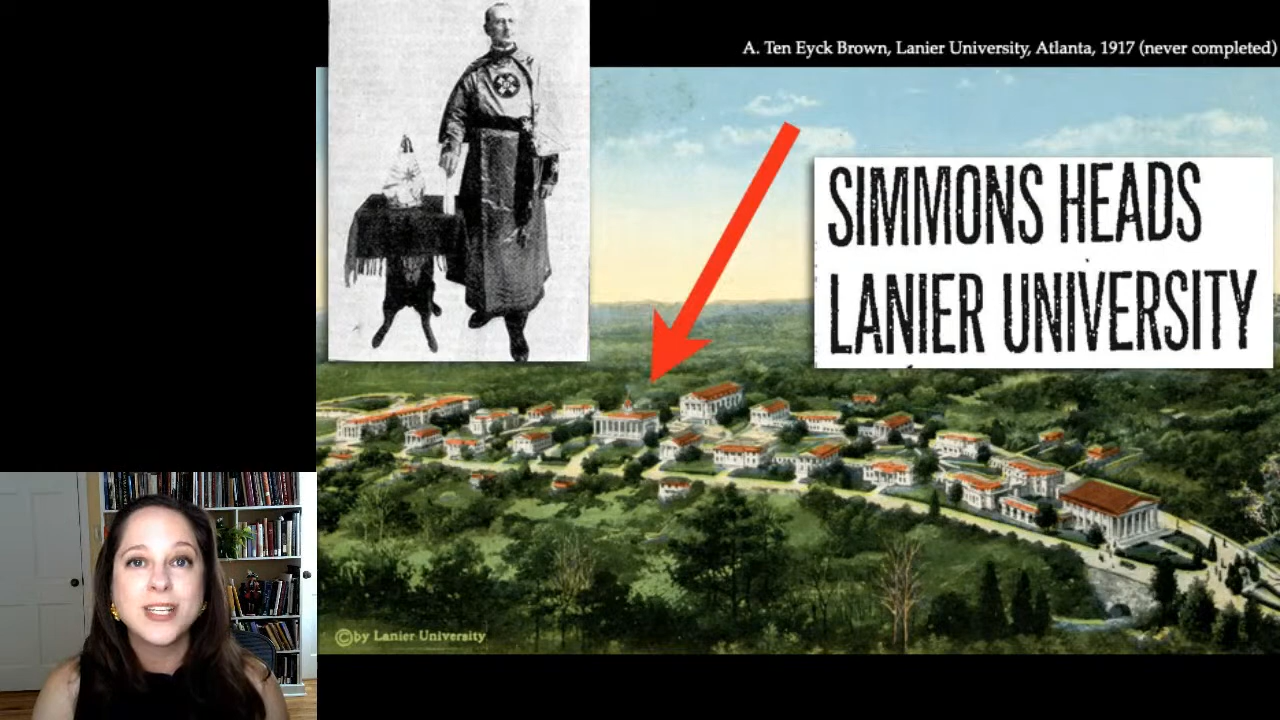 A. Ten Eyck Brown, Lanier University, Atlanta, 1917 (never completed)
SIMMONS HEADS
LANIER UNIVERSITY
©by Lanier University